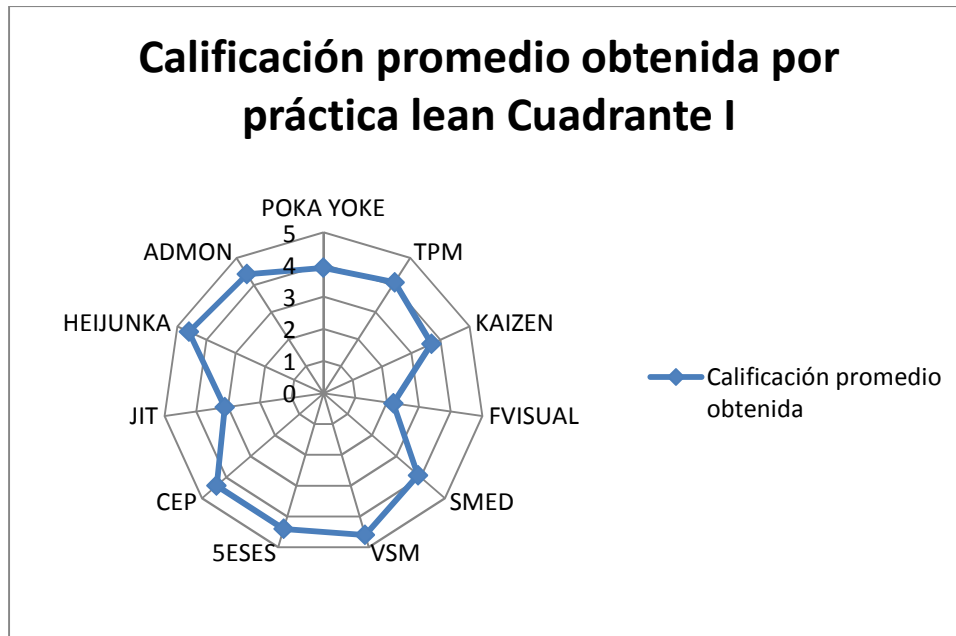 Calificación promedio obtenida por
práctica lean Cuadrante I
POKA YOKE
TPM
KAIZEN
FVISUAL
SMED
VSM
5ESES
CEP
JIT
HEIJUNKA
ADMON
5
4
3
2
1
0
Calificación promedio
obtenida